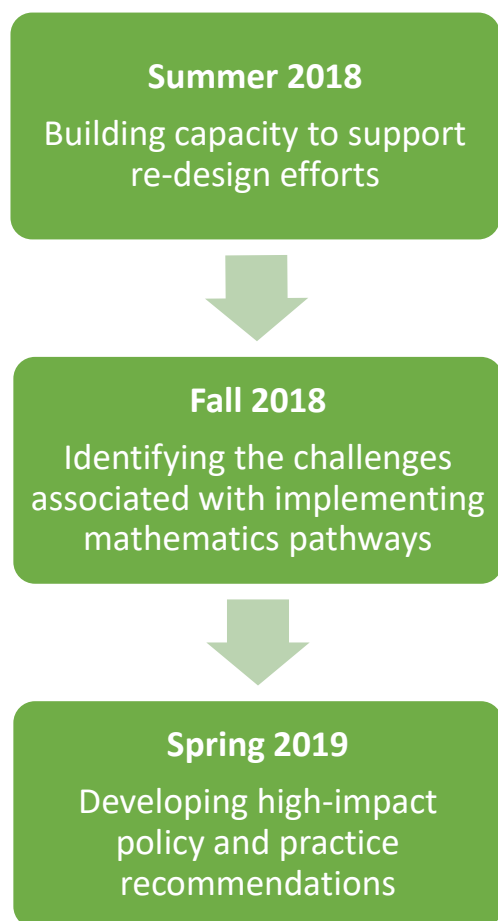 Summer 2018
Building capacity to support
re-design efforts
Fall 2018
Identifying the challenges
associated with implementing
mathematics pathways
Spring 2019
Developing high-impact
policy and practice
recommendations